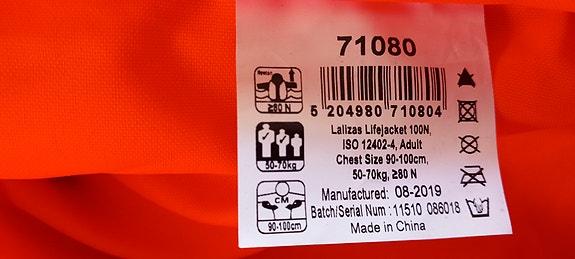 71080
≥80 N
5 204980 710804
Lalizas Lifejacket 100N,
ISO 12402-4, Adult
50-70kg
Chest Size 90-100cm,
50-70kg, ≥80 N
CM
90-100cm
Manufactured: 08-2019
Batch/Serial Num : 11510 086018
Made in China